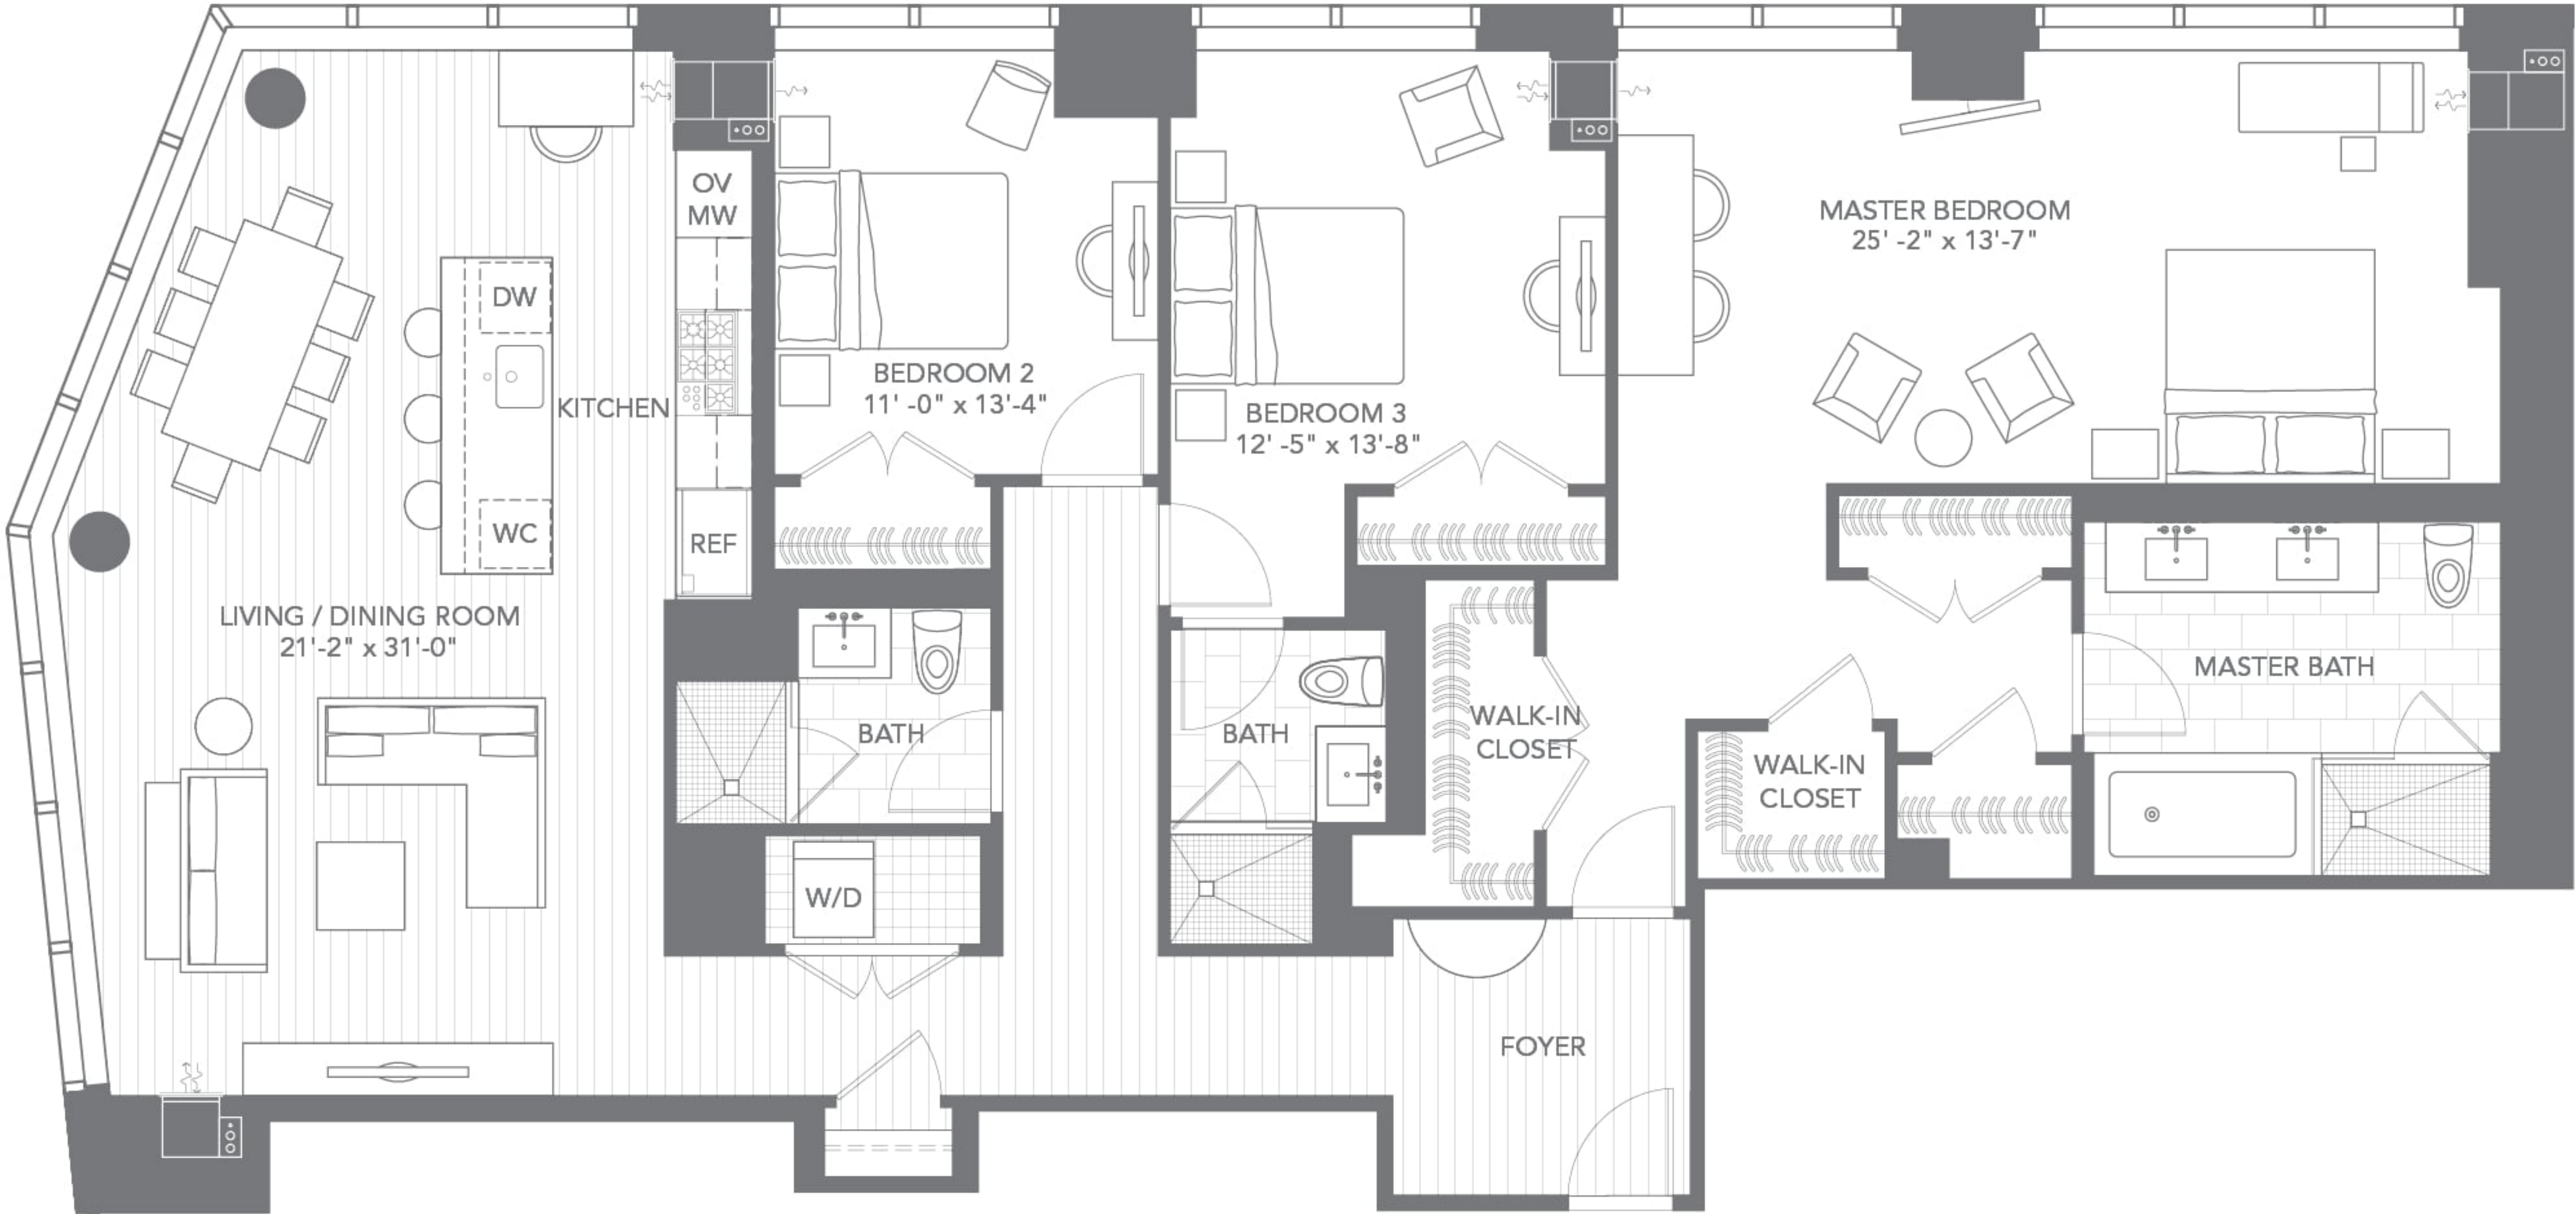 OV
MW
MASTER BEDROOM
25' -2" x 13'-7"
DW
BEDROOM 2
11' -0" x 13'-4"
KITCHEN
BEDROOM 3
12' -5" x 13'-8"
WC
REF
LIVING / DINING ROOM
21'-2" x 31'-0"
BATH
BATH
WALK-IN
CLOSET
MASTER BATH
WALK-IN
CLOSET
W/D
FOYER